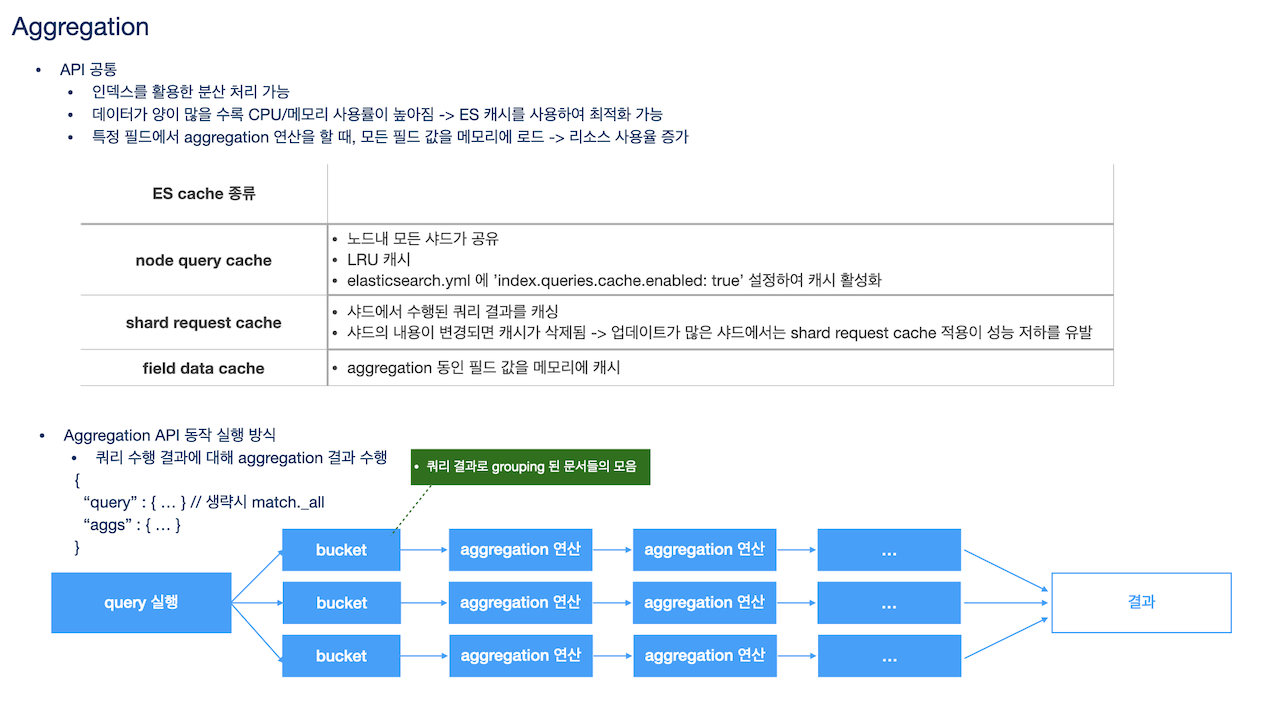 Aggregation
• API 공통
• 인덱스를 활용한 분산 처리 가능
• 데이터가 양이 많을 수록 CPU/메모리 사용률이 높아짐 -> ES 캐시를 사용하여 최적화 가능
• 특정 필드에서 aggregation 연산을 할 때, 모든 필드 값을 메모리에 로드 -> 리소스 사용율 증가
ES cache 종류
node query cache
• 노드내 모든 샤드가 공유
• LRU 캐시
• elasticsearch.yml 에 ’index.queries.cache.enabled: true’ 설정하여 캐시 활성화
shard request cache
• 샤드에서 수행된 쿼리 결과를 캐싱
• 샤드의 내용이 변경되면 캐시가 삭제됨 -> 업데이트가 많은 샤드에서는 shard request cache 적용이 성능 저하를 유발
field data cache
• aggregation 동인 필드 값을 메모리에 캐시
• Aggregation API 동작 실행 방식
• 쿼리 수행 결과에 대해 aggregation 결과 수행
{
“query” : { … } // 생략시 match._all
“aggs” : { … }
}
• 쿼리 결과로 grouping 된 문서들의 모음
query 실행
bucket
aggregation 연산
aggregation 연산
…
bucket
aggregation 연산
aggregation 연산
…
bucket
aggregation 연산
aggregation 연산
…
결과